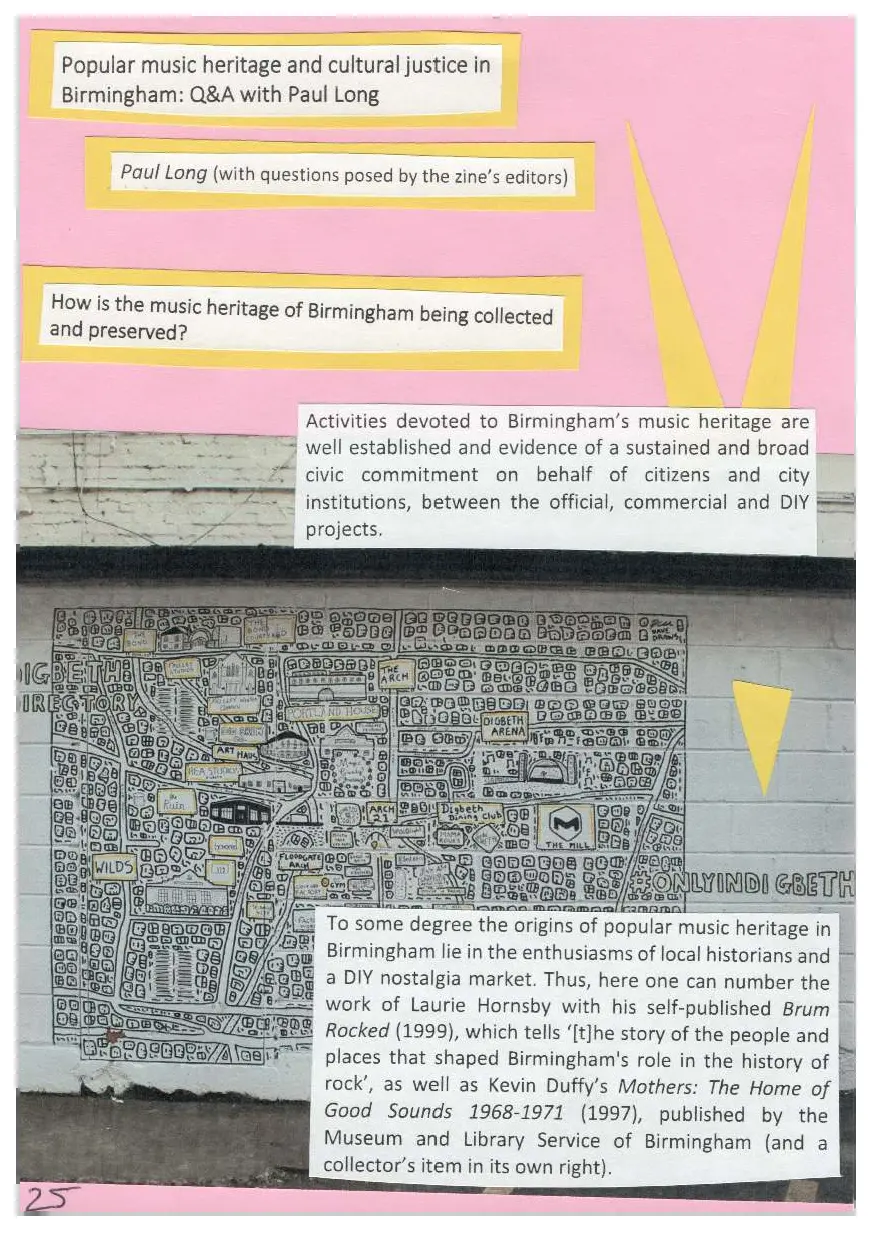 Popular music heritage and cultural justice in
Birmingham: Q&A with Paul Long
Paul Long (with questions posed by the zine's editors)
How is the music heritage of Birmingham being collected
and preserved?
Activities devoted to Birmingham's music heritage are
well established and evidence of a sustained and broad
civic commitment on behalf of citizens and city
institutions, between the official, commercial and DIY
projects.
IGBETH
IRECTORY
THE BOND
THE
ARCH
DIGBETH
ARENA
ART
The
Ruin
ARCH
21
Digbeth
Dining Club
THE MILL
WILDS
FLOODGATE
#ONLYINDIGBETH
To some degree the origins of popular music heritage in
Birmingham lie in the enthusiasms of local historians and
a DIY nostalgia market. Thus, here one can number the
work of Laurie Hornsby with his self-published Brum
Rocked (1999), which tells '[t]he story of the people and
places that shaped Birmingham's role in the history of
rock', as well as Kevin Duffy's Mothers: The Home of
Good Sounds 1968-1971 (1997), published by the
Museum and Library Service of Birmingham (and a
collector's item in its own right).
25